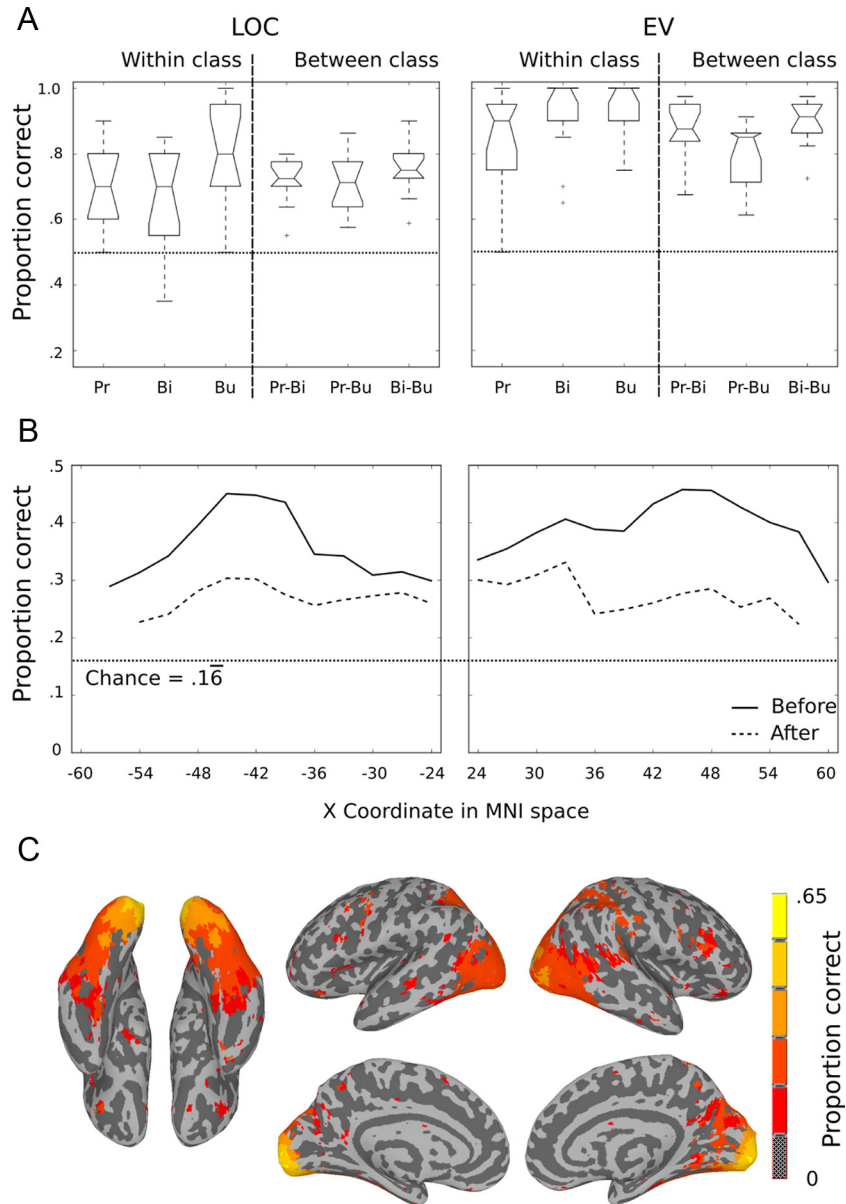 A
LOC
EV
Within class
Between class
Within class
Between class
Proportion correct
1.0
.8
.6
.4
.2
Pr
Bi
Bu
Pr-Bi
Pr-Bu
Bi-Bu
Pr
Bi
Bu
Pr-Bi
Pr-Bu
Bi-Bu
B
Proportion correct
.5
.4
.3
.2
.1
0
Chance = .16̅
Before
After
-60
-54
-48
-42
-36
-30
-24
24
30
36
42
48
54
60
X Coordinate in MNI space
C
.65
Proportion correct
0